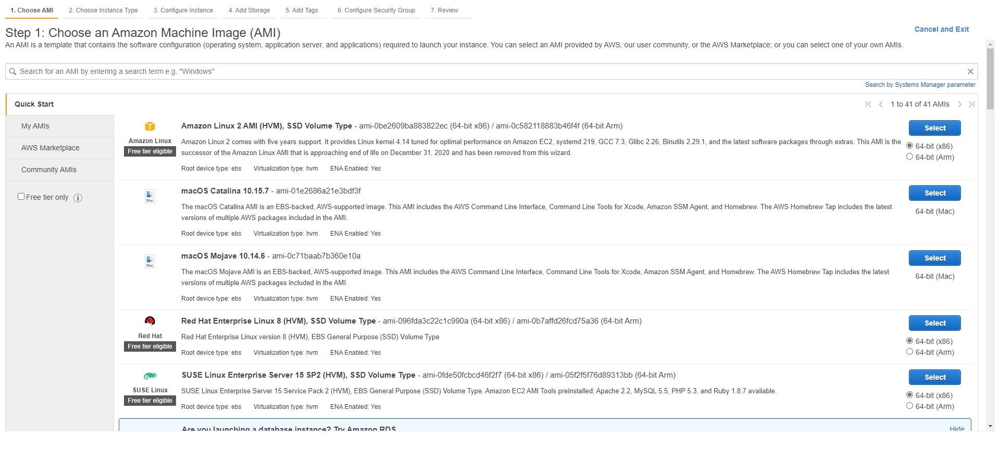 1. Choose AMI 2. Choose Instance Type 3. Configure Instance 4. Add Storage 5. Add Tags 6. Configure Security Group 7. Review
Step 1: Choose an Amazon Machine Image (AMI)
Cancel and Exit
An AMI is a template that contains the software configuration (operating system, application server, and applications) required to launch your instance. You can select an AMI provided by AWS, our user community, or the AWS Marketplace; or you can select one of your own AMIs.
Search for an AMI by entering a search term e.g. "Windows"
Search by Systems Manager parameter
Quick Start
1 to 41 of 41 AMIs
My AMIs
AWS Marketplace
Community AMIs
Free tier only
Amazon Linux
Free tier eligible
Amazon Linux 2 AMI (HVM), SSD Volume Type - ami-0be2609ba883822ec (64-bit x86) / ami-0c582118883b46f4f (64-bit Arm)
Amazon Linux 2 comes with five years support. It provides Linux kernel 4.14 tuned for optimal performance on Amazon EC2, systemd 219, GCC 7.3, Glibc 2.26, Binutils 2.29.1, and the latest software packages through extras. This AMI is the
successor of the Amazon Linux AMI that is approaching end of life on December 31, 2020 and has been removed from this wizard.
Root device type: ebs Virtualization type: hvm ENA Enabled: Yes
Select
64-bit (x86)
64-bit (Arm)
Mac
macOS Catalina 10.15.7 - ami-01e2686a21e3bdf3f
The macOS Catalina AMI is an EBS-backed, AWS-supported image. This AMI includes the AWS Command Line Interface, Command Line Tools for Xcode, Amazon SSM Agent, and Homebrew. The AWS Homebrew Tap includes the latest
versions of multiple AWS packages included in the AMI.
Root device type: ebs Virtualization type: hvm ENA Enabled: Yes
Select
64-bit (Mac)
Mac
macOS Mojave 10.14.6 - ami-0c71baab7b360e10a
The macOS Mojave AMI is an EBS-backed, AWS-supported image. This AMI includes the AWS Command Line Interface, Command Line Tools for Xcode, Amazon SSM Agent, and Homebrew. The AWS Homebrew Tap includes the latest
versions of multiple AWS packages included in the AMI.
Root device type: ebs Virtualization type: hvm ENA Enabled: Yes
Select
64-bit (Mac)
Red Hat
Free tier eligible
Red Hat Enterprise Linux 8 (HVM), SSD Volume Type - ami-096fda3c22c1c990a (64-bit x86) / ami-0b7affd26fcd75a36 (64-bit Arm)
Red Hat Enterprise Linux version 8 (HVM), EBS General Purpose (SSD) Volume Type
Root device type: ebs Virtualization type: hvm ENA Enabled: Yes
Select
64-bit (x86)
64-bit (Arm)
SUSE Linux
Free tier eligible
SUSE Linux Enterprise Server 15 SP2 (HVM), SSD Volume Type - ami-0fde50fcbcd46f2f7 (64-bit x86) / ami-05f2f5f76d89313bb (64-bit Arm)
SUSE Linux Enterprise Server 15 Service Pack 2 (HVM), EBS General Purpose (SSD) Volume Type. Amazon EC2 AMI Tools preinstalled; Apache 2.2, MySQL 5.5, PHP 5.3, and Ruby 1.8.7 available.
Root device type: ebs Virtualization type: hvm ENA Enabled: Yes
Select
64-bit (x86)
64-bit (Arm)
Are you launching a database instance? Try Amazon RDS.
Hide